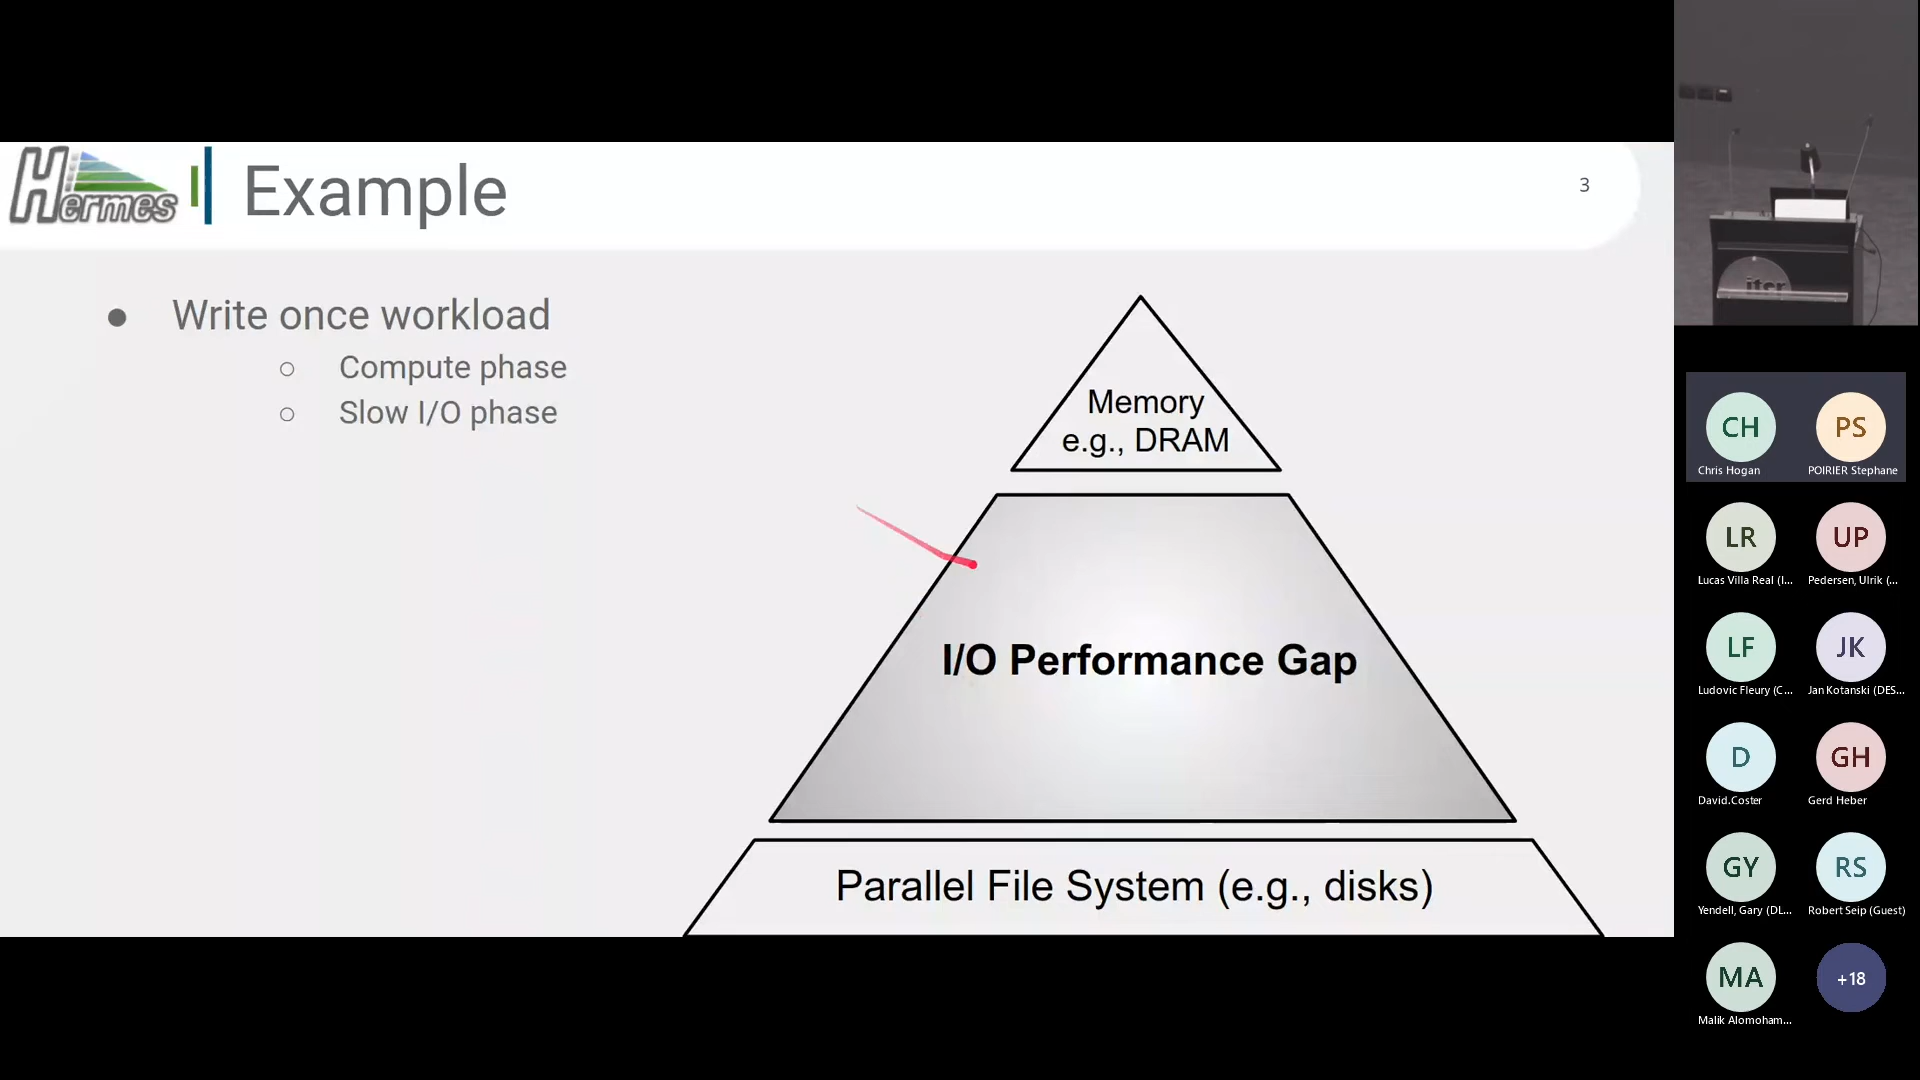 Hermes
Example
3
Write once workload
Compute phase
Slow I/O phase
Memory
e.g., DRAM
I/O Performance Gap
Parallel File System (e.g., disks)
iter
CH
PS
Chris Hogan
POIRIER Stephane
LR
UP
Lucas Villa Real (I...
Pedersen, Ulrik (...
LF
JK
Ludovic Fleury (C...
Jan Kotanski (DES...
D
GH
David.Coster
Gerd Heber
GY
RS
Yendell, Gary (DL...
Robert Seip (Guest)
MA
+18
Malik Alomoham...